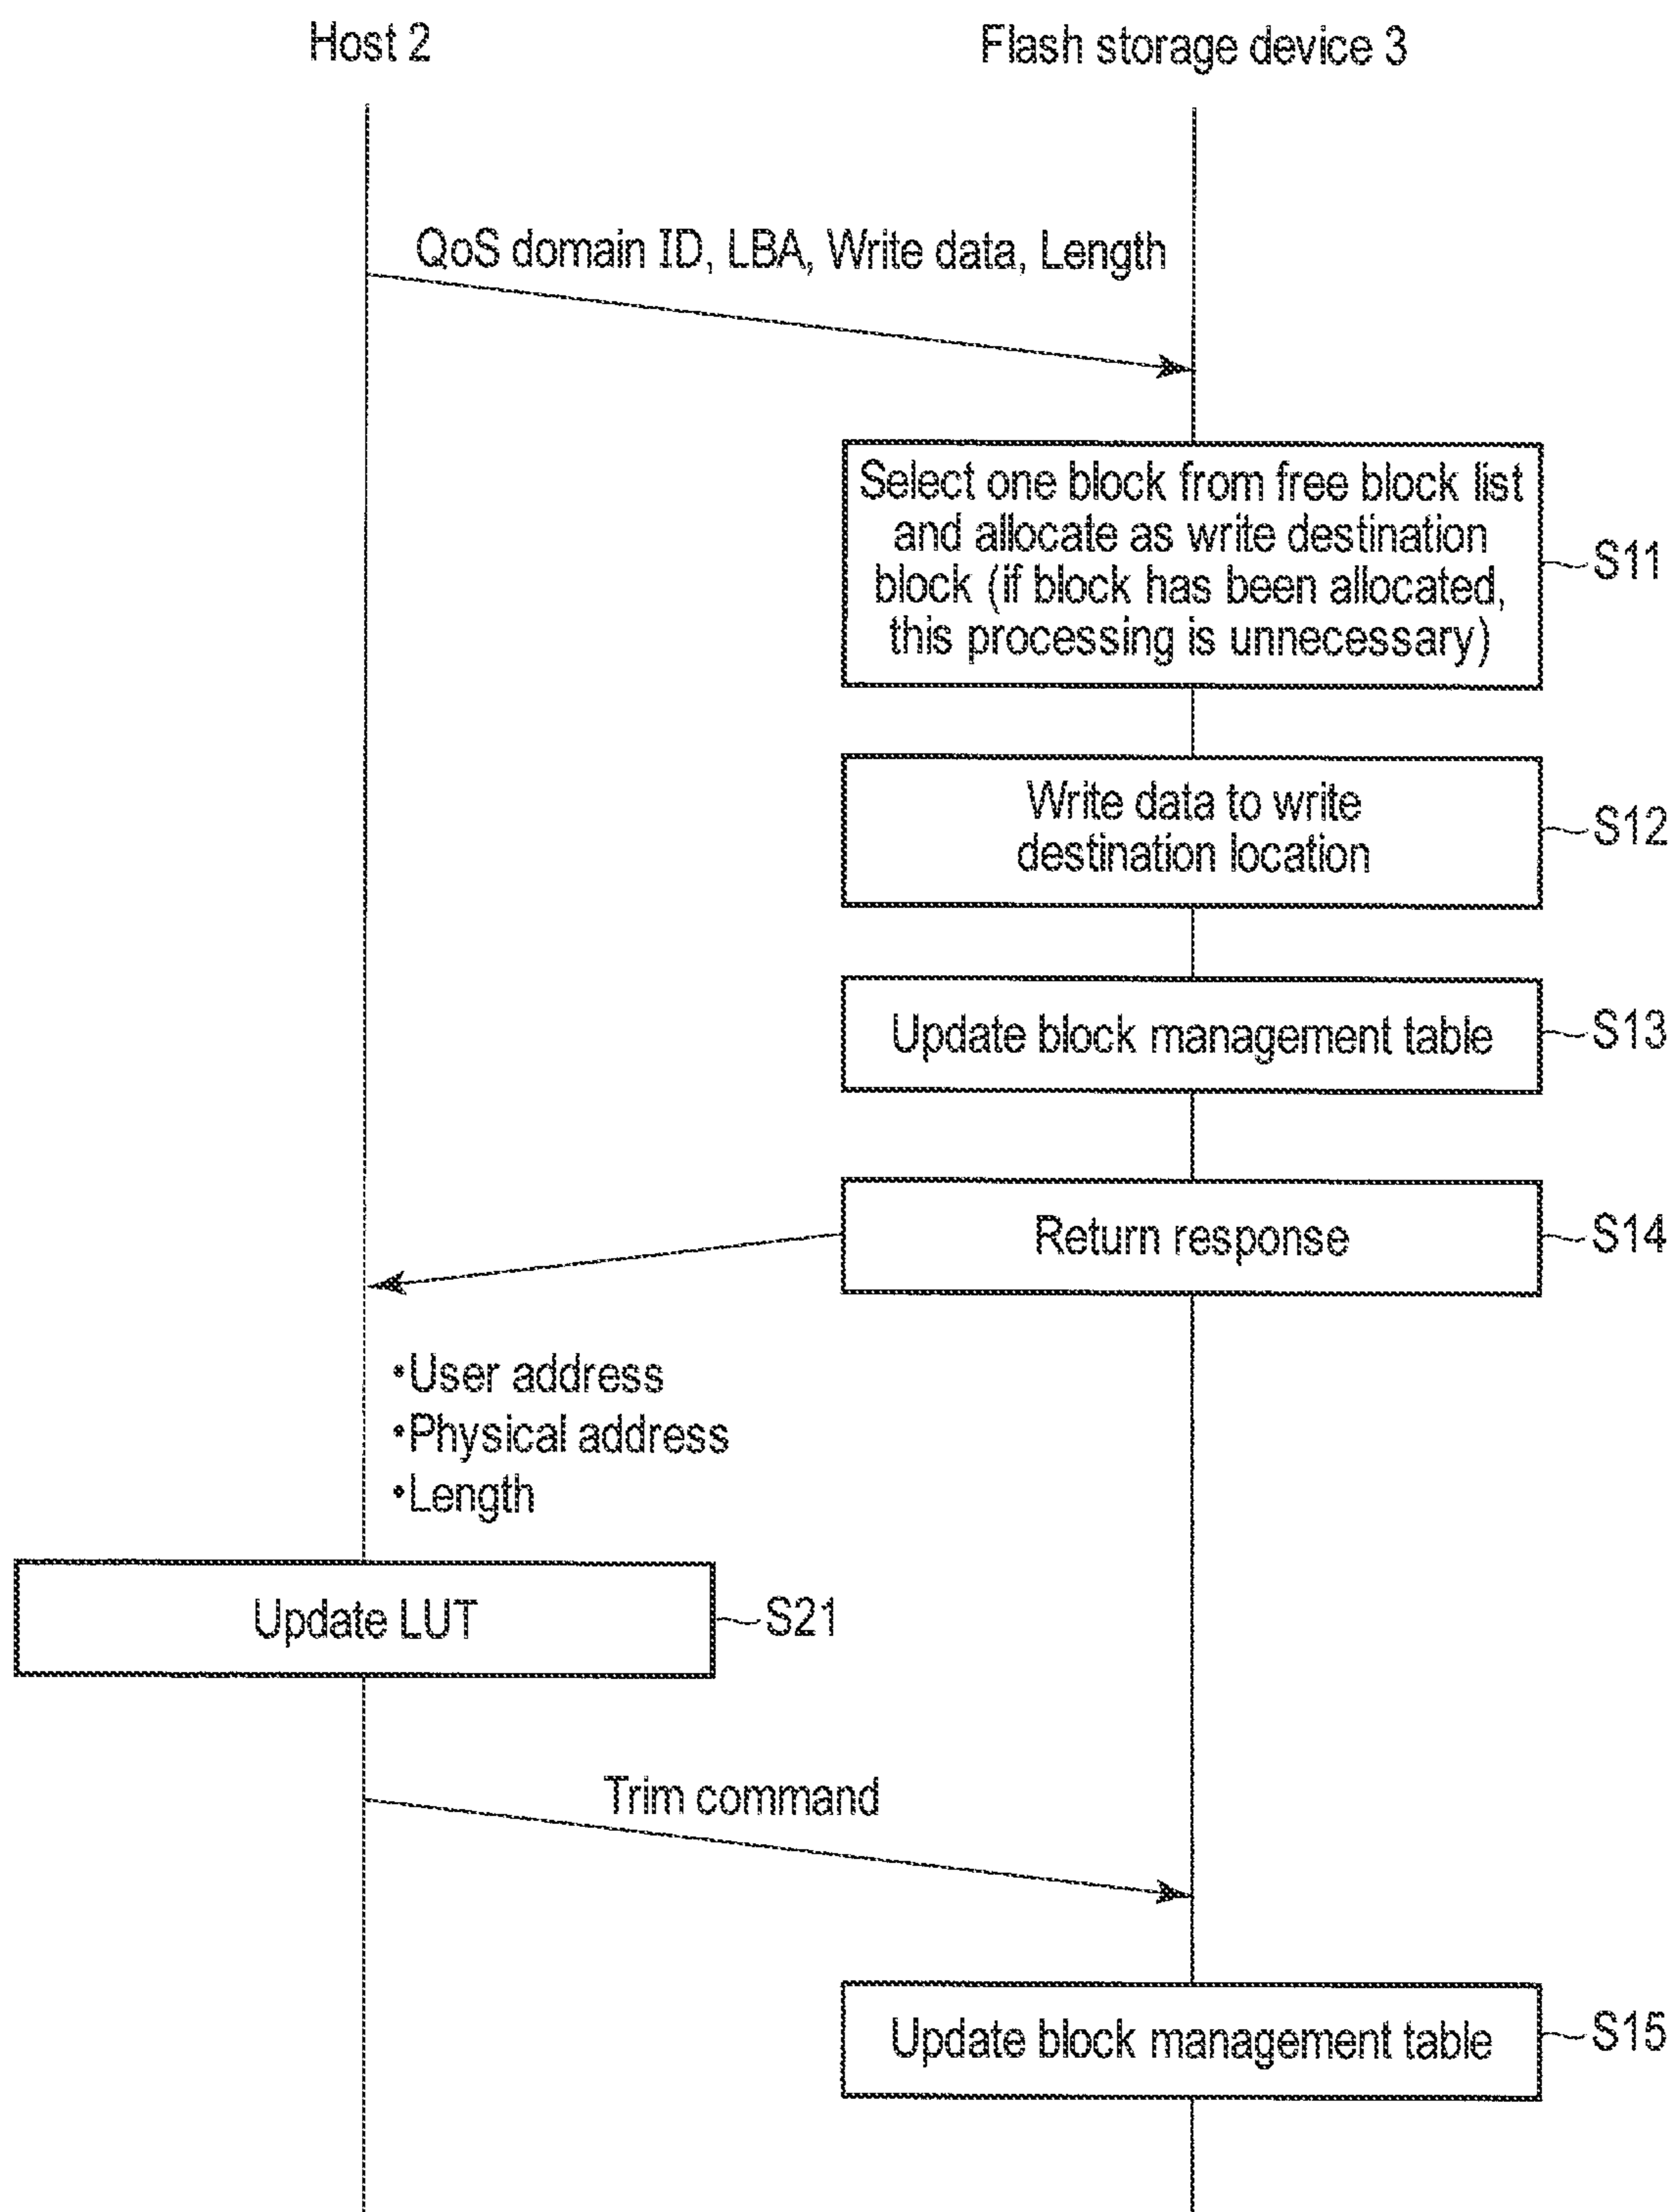 Host 2
Flash storage device 3
QoS domain ID, LBA, Write data, Length
Select one block from free block list
and allocate as write destination
block (if block has been allocated,
this processing is unnecessary)
S11
Write data to write
destination location
S12
Update block management table
S13
Return response
S14
•User address
•Physical address
•Length
Update LUT
S21
Trim command
Update block management table
S15